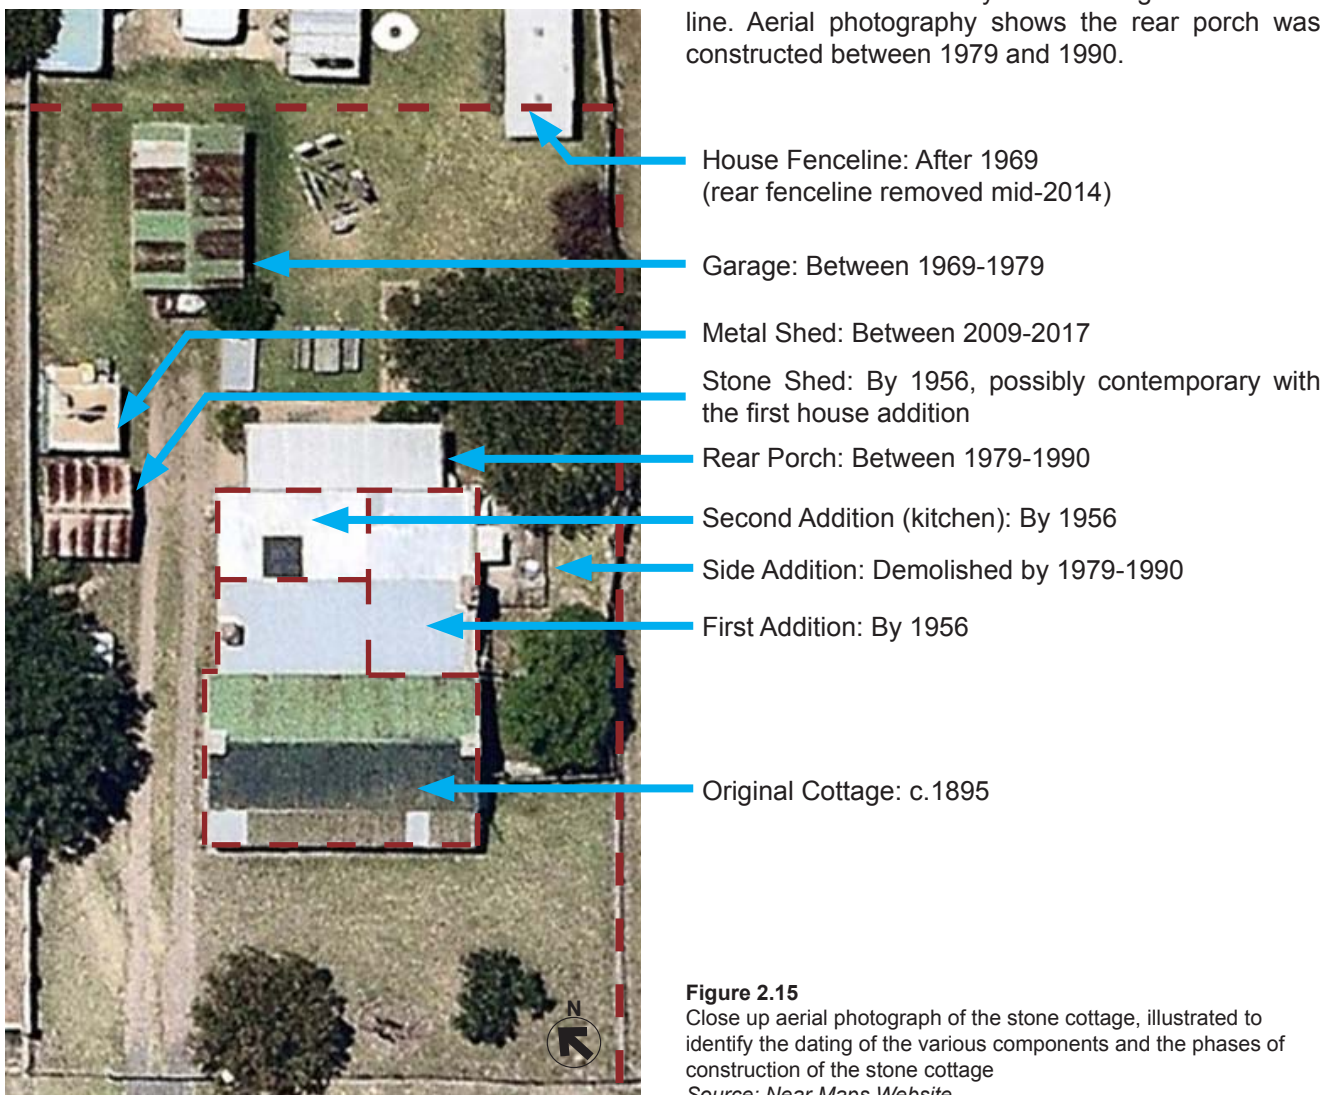 line. Aerial photography shows the rear porch was
constructed between 1979 and 1990.
House Fenceline: After 1969
(rear fenceline removed mid-2014)
Garage: Between 1969-1979
Metal Shed: Between 2009-2017
Stone Shed: By 1956, possibly contemporary with
the first house addition
Rear Porch: Between 1979-1990
Second Addition (kitchen): By 1956
Side Addition: Demolished by 1979-1990
First Addition: By 1956
Original Cottage: c.1895
N
Figure 2.15
Close up aerial photograph of the stone cottage, illustrated to
identify the dating of the various components and the phases of
construction of the stone cottage
Source: Near Maps Website